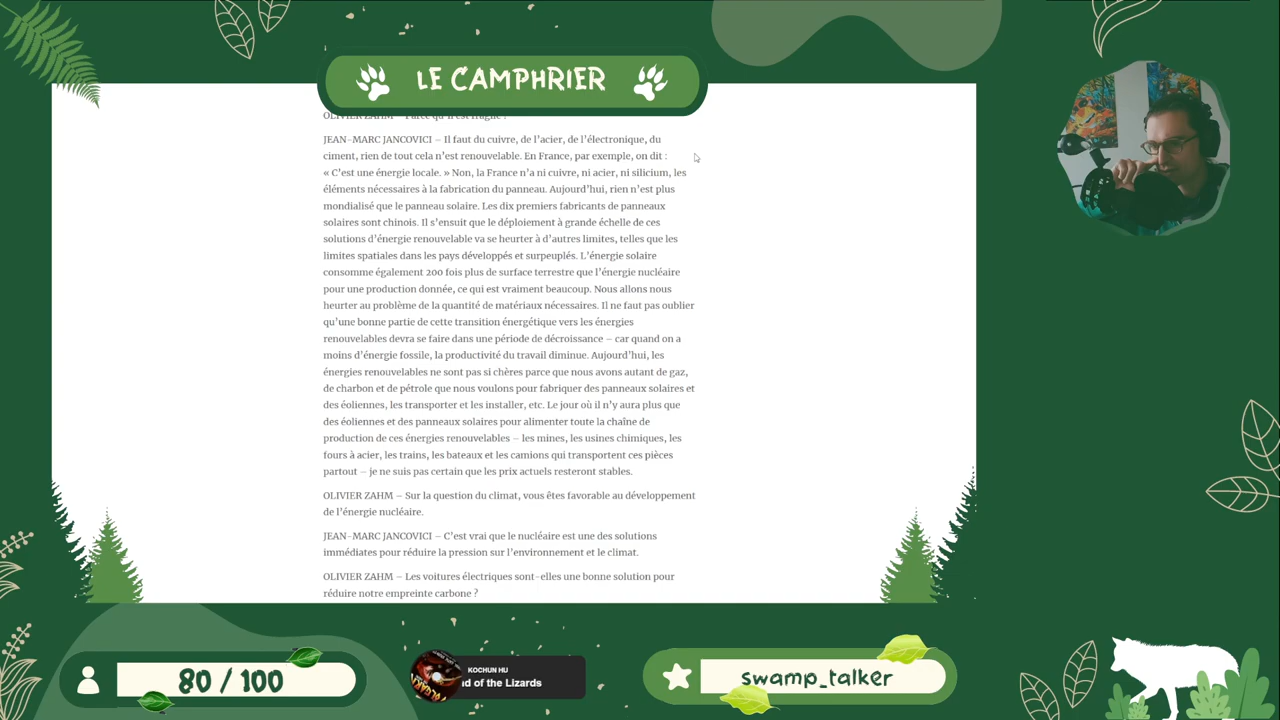 LE CAMPHRIER
OLIVIER ZAHM – Parce qu'il est fragile ?
JEAN-MARC JANCOVICI – Il faut du cuivre, de l'acier, de l'électronique, du
ciment, rien de tout cela n'est renouvelable. En France, par exemple, on dit :
« C'est une énergie locale. » Non, la France n'a ni cuivre, ni acier, ni silicium, les
éléments nécessaires à la fabrication du panneau. Aujourd'hui, rien n'est plus
mondialisé que le panneau solaire. Les dix premiers fabricants de panneaux
solaires sont chinois. Il s'ensuit que le déploiement à grande échelle de ces
solutions d'énergie renouvelable va se heurter à d'autres limites, telles que les
limites spatiales dans les pays développés et surpeuplés. L'énergie solaire
consomme également 200 fois plus de surface terrestre que l'énergie nucléaire
pour une production donnée, ce qui est vraiment beaucoup. Nous allons nous
heurter au problème de la quantité de matériaux nécessaires. Il ne faut pas oublier
qu'une bonne partie de cette transition énergétique vers les énergies
renouvelables devra se faire dans une période de décroissance – car quand on a
moins d'énergie fossile, la productivité du travail diminue. Aujourd'hui, les
énergies renouvelables ne sont pas si chères parce que nous avons autant de gaz,
de charbon et de pétrole que nous voulons pour fabriquer des panneaux solaires et
des éoliennes, les transporter et les installer, etc. Le jour où il n'y aura plus que
des éoliennes et des panneaux solaires pour alimenter toute la chaîne de
production de ces énergies renouvelables – les mines, les usines chimiques, les
fours à acier, les trains, les bateaux et les camions qui transportent ces pièces
partout – je ne suis pas certain que les prix actuels resteront stables.
OLIVIER ZAHM – Sur la question du climat, vous êtes favorable au développement
de l'énergie nucléaire.
JEAN-MARC JANCOVICI – C'est vrai que le nucléaire est une des solutions
immédiates pour réduire la pression sur l'environnement et le climat.
OLIVIER ZAHM – Les voitures électriques sont-elles une bonne solution pour
réduire notre empreinte carbone ?
80 / 100
KOCHUN HU
d of the Lizards
swamp_talker